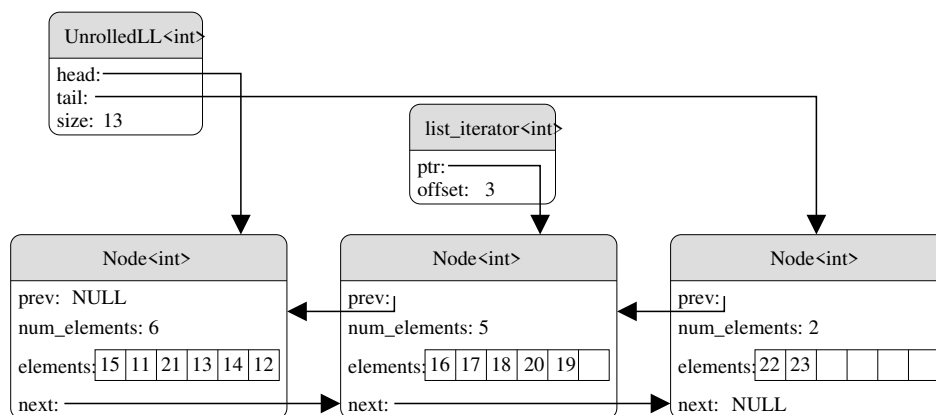 UnrolledLL<int>
head:
tail:
size: 13
list_iterator<int>
ptr:
offset: 3
Node<int>
prev: NULL
num_elements: 6
elements: 15 11 21 13 14 12
next:
Node<int>
prev:
num_elements: 5
elements: 16 17 18 20 19
next:
Node<int>
prev:
num_elements: 2
elements: 22 23
next: NULL